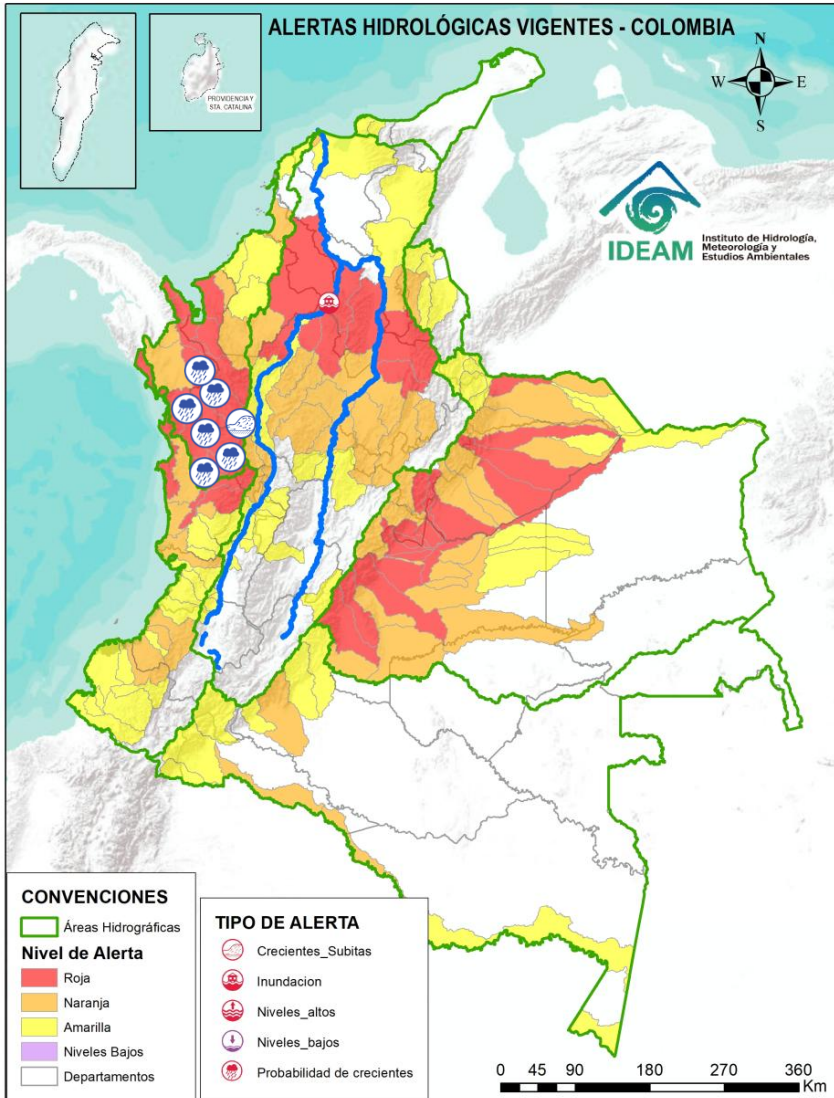 ALERTAS HIDROLÓGICAS VIGENTES - COLOMBIA
N
W
E
S
PROVIDENCIA Y
STA. CATALINA
IDEAM
Instituto de Hidrología,
Meteorología y
Estudios Ambientales
CONVENCIONES
Áreas Hidrográficas
Nivel de Alerta
Roja
Naranja
Amarilla
Niveles Bajos
Departamentos
TIPO DE ALERTA
Crecientes_Subitas
Inundacion
Niveles_altos
Niveles_bajos
Probabilidad de crecientes
0 45 90 180 270 360
Km